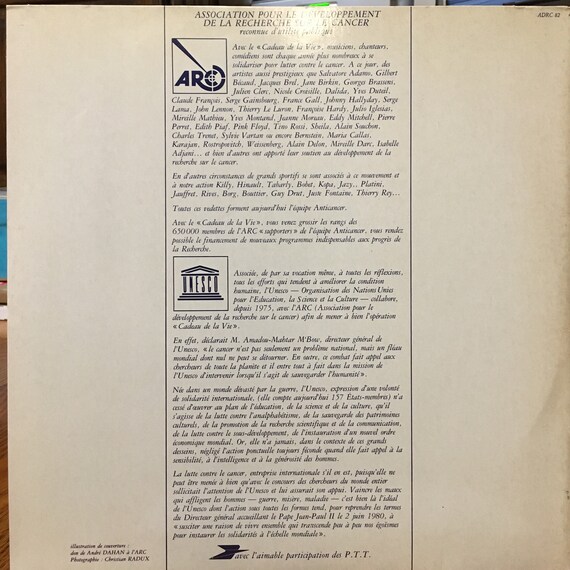 ASSOCIATION POUR LE DÉVELOPPEMENT
DE LA RECHERCHE SUR LE CANCER
reconnue d'utilité publique
ADRC 82
ARC
Avec le « Cadeau de la Vie », musiciens, chanteurs,
comédiens sont chaque année plus nombreux à se
solidariser pour lutter contre le cancer. A ce jour, des
artistes aussi prestigieux que Salvatore Adamo, Gilbert
Bécaud, Jacques Brel, Jane Birkin, Georges Brassens,
Julien Clerc, Nicole Croisille, Dalida, Yves Duteil,
Claude François, Serge Gainsbourg, France Gall, Johnny Hallyday, Serge
Lama, John Lennon, Thierry Le Luron, Françoise Hardy, Julio Iglesias,
Mireille Mathieu, Yves Montand, Jeanne Moreau, Eddy Mitchell, Pierre
Perret, Edith Piaf, Pink Floyd, Tino Rossi, Sheila, Alain Souchon,
Charles Trenet, Sylvie Vartan ou encore Bernstein, Maria Callas,
Karajan, Rostropovitch, Weissenberg, Alain Delon, Mireille Darc, Isabelle
Adjani... et bien d'autres ont apporté leur soutien au développement de la
recherche sur le cancer.
En d'autres circonstances de grands sportifs se sont associés à ce mouvement et
à notre action Killy, Hinault, Tabarly, Bobet, Kopa, Jazy, Platini,
Jauffret, Rives, Borg, Bouttier, Guy Drut, Juste Fontaine, Thierry Rey...
Toutes ces vedettes forment aujourd'hui l'équipe Anticancer.
Avec le « Cadeau de la Vie », vous venez grossir les rangs des
650 000 membres de l'ARC « supporters » de l'équipe Anticancer, vous rendez
possible le financement de nouveaux programmes indispensables aux progrès de
la Recherche.
UNESCO
Associée, de par sa vocation même, à toutes les réflexions,
tous les efforts qui tendent à améliorer la condition
humaine, l'Unesco — Organisation des Nations Unies
pour l'Education, la Science et la Culture — collabore,
depuis 1975, avec l'ARC (Association pour le
développement de la recherche sur le cancer) afin de mener à bien l'opération
« Cadeau de la Vie ».
En effet, déclarait M. Amadou-Mahtar M'Bow, directeur général de
l'Unesco, « le cancer n'est pas seulement un problème national, mais un fléau
mondial dont nul ne peut se détourner. En outre, ce combat fait appel aux
chercheurs de toute la planète et il entre tout à fait dans la mission de
l'Unesco d'intervenir lorsqu'il s'agit de sauvegarder l'humanité ».
Née dans un monde dévasté par la guerre, l'Unesco, expression d'une volonté
de solidarité internationale, (elle compte aujourd'hui 157 Etats-membres) n'a
cessé d'œuvrer au plan de l'éducation, de la science et de la culture, qu'il
s'agisse de la lutte contre l'analphabétisme, de la sauvegarde des patrimoines
culturels, de la promotion de la recherche scientifique et de la communication,
de la lutte contre le sous-développement, de l'instauration d'un nouvel ordre
économique mondial. Or, elle n'a jamais, dans le contexte de ces grands
desseins, négligé l'action ponctuelle toujours féconde quand elle fait appel à la
sensibilité, à l'intelligence et à la générosité des hommes.
La lutte contre le cancer, entreprise internationale s'il en est, puisqu'elle ne
peut être menée à bien qu'avec le concours des chercheurs du monde entier
sollicitait l'attention de l'Unesco et lui assurait son appui. Vaincre les maux
qui affligent les hommes — guerre, misère, maladie — c'est bien là l'idéal
de l'Unesco dont l'action sous toutes les formes tend, pour reprendre les termes
du Directeur général accueillant le Pape Jean-Paul II le 2 juin 1980, à
« susciter une raison de vivre ensemble qui transcende peu à peu nos égoïsmes
pour instaurer les solidarités à l'échelle mondiale ».
avec l'aimable participation des P.T.T.
illustration de couverture :
don de André DAHAN à l'ARC
Photographie : Christian RADUX